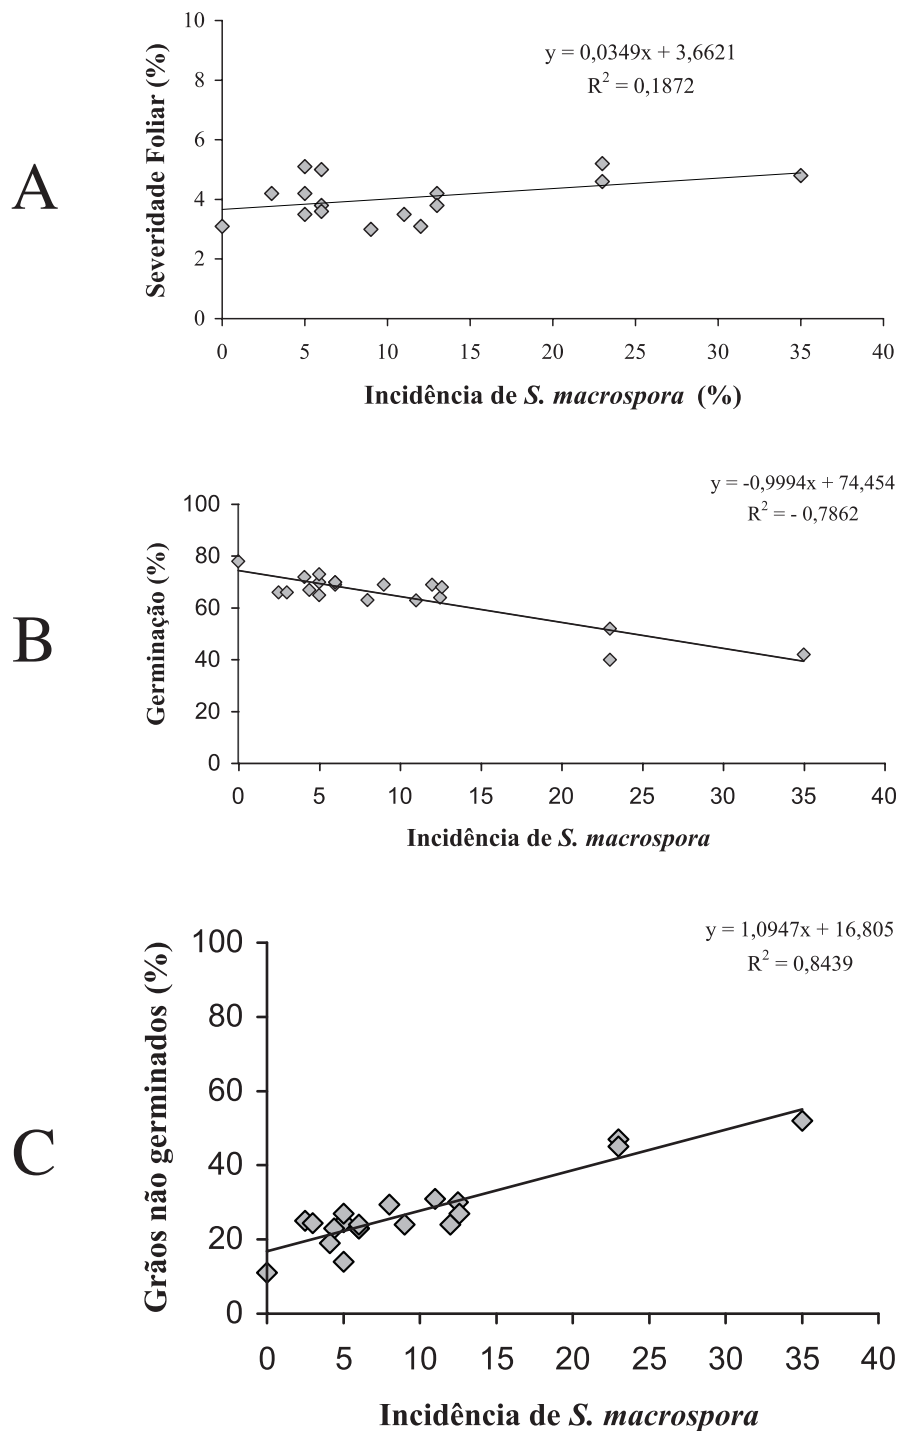 A
y = 0,0349x + 3,6621
R² = 0,1872
Severidade Foliar (%)
10
8
6
4
2
0
0 5 10 15 20 25 30 35 40
Incidência de S. macrospora (%)
B
y = -0,9994x + 74,454
R² = - 0,7862
Germinação (%)
100
80
60
40
20
0
0 5 10 15 20 25 30 35 40
Incidência de S. macrospora
C
y = 1,0947x + 16,805
R² = 0,8439
Grãos não germinados (%)
100
80
60
40
20
0
0 5 10 15 20 25 30 35 40
Incidência de S. macrospora